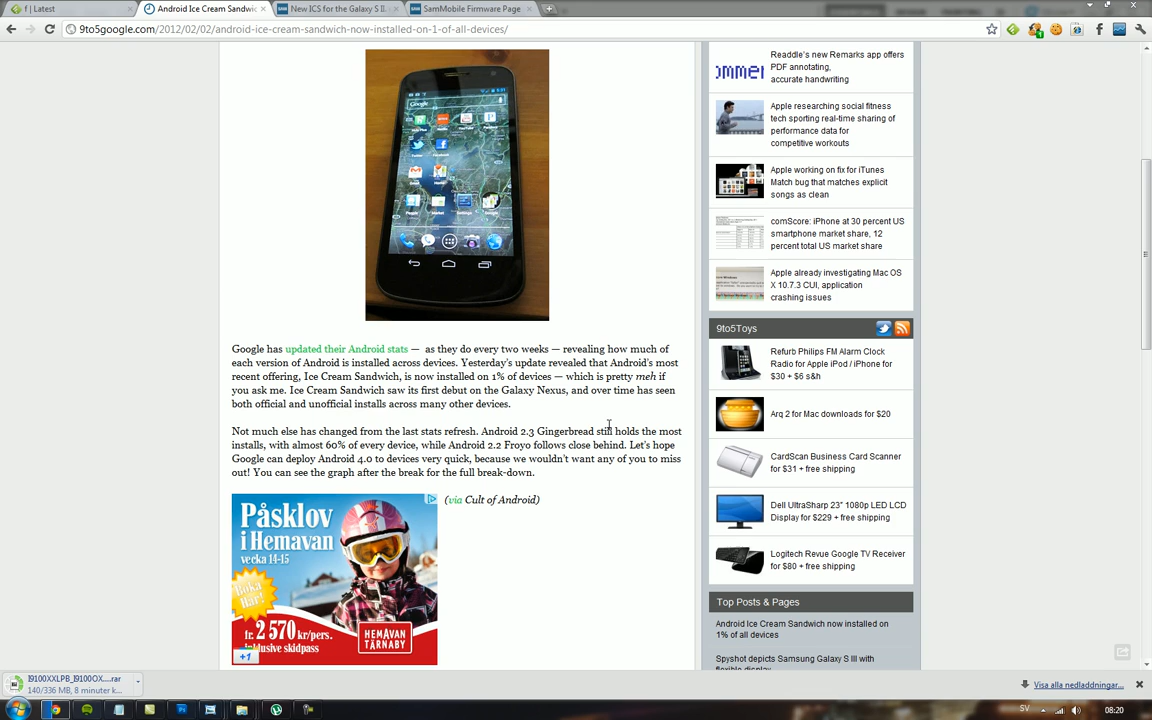 f | Latest
Android Ice Cream Sandwic
New ICS for the Galaxy S II
SamMobile Firmware Page
9to5google.com/2012/02/02/android-ice-cream-sandwich-now-installed-on-1-of-all-devices/
Google has updated their Android stats — as they do every two weeks — revealing how much of
each version of Android is installed across devices. Yesterday's update revealed that Android's most
recent offering, Ice Cream Sandwich, is now installed on 1% of devices — which is pretty meh if
you ask me. Ice Cream Sandwich saw its first debut on the Galaxy Nexus, and over time has seen
both official and unofficial installs across many other devices.
Not much else has changed from the last stats refresh. Android 2.3 Gingerbread still holds the most
installs, with almost 60% of every device, while Android 2.2 Froyo follows close behind. Let's hope
Google can deploy Android 4.0 to devices very quick, because we wouldn't want any of you to miss
out! You can see the graph after the break for the full break-down.
(via Cult of Android)
Påsklov
i Hemavan
vecka 14-15
Boka
här!
fr. 2 570 kr/pers.
inklusive skidpass
HEMAVAN
TÄRNABY
+1
Readdle's new Remarks app offers
PDF annotating,
accurate handwriting
Apple researching social fitness
tech sporting real-time sharing of
performance data for
competitive workouts
Apple working on fix for iTunes
Match bug that matches explicit
songs as clean
comScore: iPhone at 30 percent US
smartphone market share, 12
percent total US market share
Apple already investigating Mac OS
X 10.7.3 CUI, application
crashing issues
9to5Toys
Refurb Philips FM Alarm Clock
Radio for Apple iPod / iPhone for
$30 + $6 s&h
Arq 2 for Mac downloads for $20
CardScan Business Card Scanner
for $31 + free shipping
Dell UltraSharp 23" 1080p LED LCD
Display for $229 + free shipping
Logitech Revue Google TV Receiver
for $80 + free shipping
Top Posts & Pages
Android Ice Cream Sandwich now installed on
1% of all devices
Spyshot depicts Samsung Galaxy S III with
flexible display
I9100XXLPB_I9100OX....rar
140/336 MB, 8 minuter k...
Visa alla nedladdningar...
SV
08:20